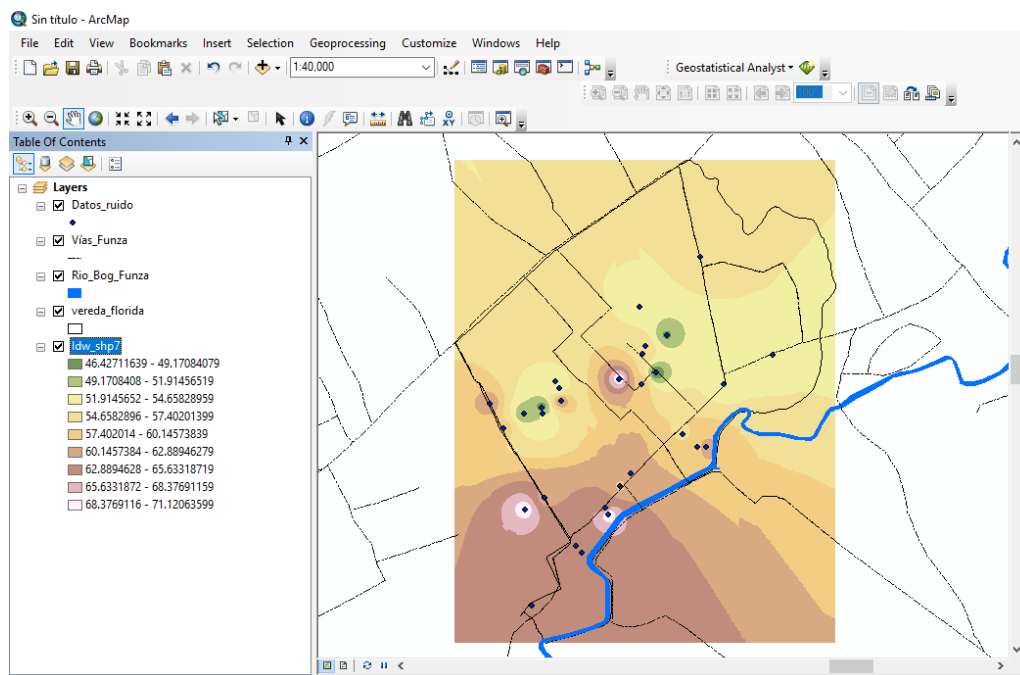 Sin título - ArcMap
File Edit View Bookmarks Insert Selection Geoprocessing Customize Windows Help
1:40,000
Geostatistical Analyst
100%
Table Of Contents
Layers
Datos_ruido
Vías_Funza
Rio_Bog_Funza
vereda_florida
Idw_shp7
46.42711639 - 49.17084079
49.1708408 - 51.91456519
51.9145652 - 54.65828959
54.6582896 - 57.40201399
57.402014 - 60.14573839
60.1457384 - 62.88946279
62.8894628 - 65.63318719
65.6331872 - 68.37691159
68.3769116 - 71.12063599